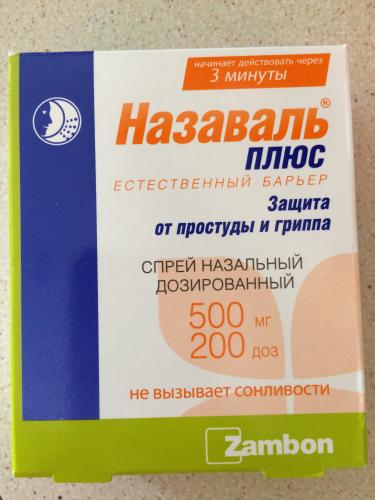 начинает действовать через
3 минуты
Назаваль®
ПЛЮС
ЕСТЕСТВЕННЫЙ БАРЬЕР
Защита
от простуды и гриппа
СПРЕЙ НАЗАЛЬНЫЙ
ДОЗИРОВАННЫЙ
500 мг
200 доз
не вызывает сонливости
Zambon